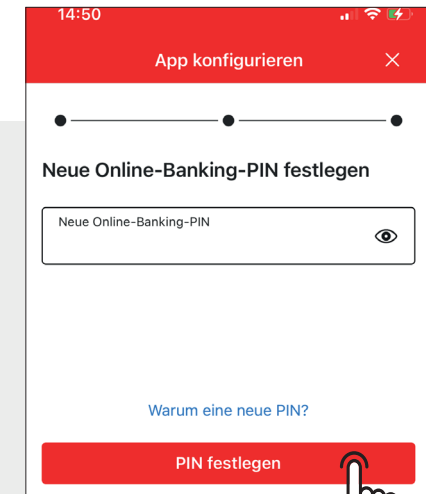 14:50
App konfigurieren
Neue Online-Banking-PIN festlegen
Neue Online-Banking-PIN
Warum eine neue PIN?
PIN festlegen